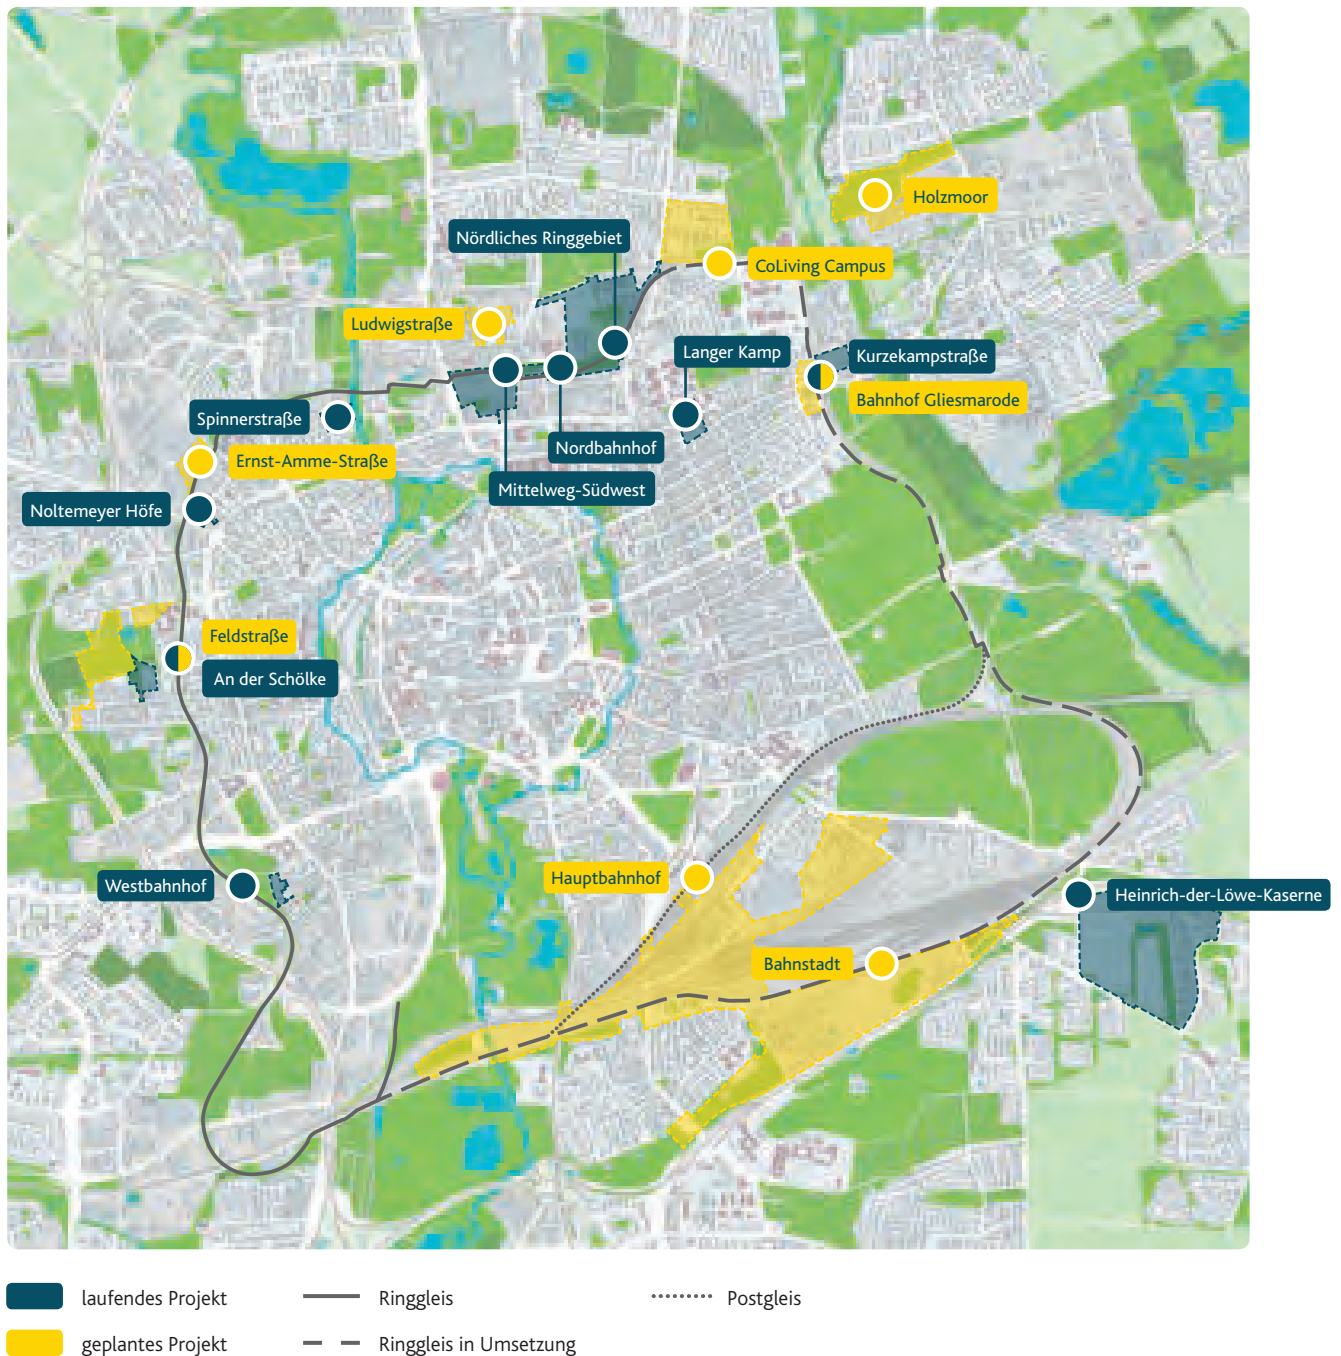 Holzmoor
Nördliches Ringgebiet
CoLiving Campus
Ludwigstraße
Langer Kamp
Kurzekampstraße
Bahnhof Gliesmarode
Spinnerstraße
Nordbahnhof
Ernst-Amme-Straße
Mittelweg-Südwest
Noltemeyer Höfe
Feldstraße
An der Schölke
Hauptbahnhof
Westbahnhof
Heinrich-der-Löwe-Kaserne
Bahnstadt
laufendes Projekt
Ringgleis
Postgleis
geplantes Projekt
Ringgleis in Umsetzung